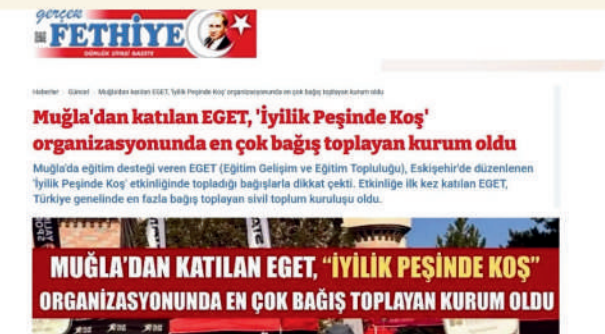 gerçek
FETHİYE
GÜNLÜK SİYASİ GAZETE
Haberler Güncel Muğla'dan katılan EGET, 'İyilik Peşinde Koş' organizasyonunda en çok bağış toplayan kurum oldu
Muğla'dan katılan EGET, 'İyilik Peşinde Koş'
organizasyonunda en çok bağış toplayan kurum oldu
Muğla'da eğitim desteği veren EGET (Eğitim Gelişim ve Eğitim Topluluğu), Eskişehir'de düzenlenen
'İyilik Peşinde Koş' etkinliğinde topladığı bağışlarla dikkat çekti. Etkinliğe ilk kez katılan EGET,
Türkiye genelinde en fazla bağış toplayan sivil toplum kuruluşu oldu.
MUĞLA'DAN KATILAN EGET, “İYİLİK PEŞİNDE KOŞ”
ORGANİZASYONUNDA EN ÇOK BAĞIŞ TOPLAYAN KURUM OLDU